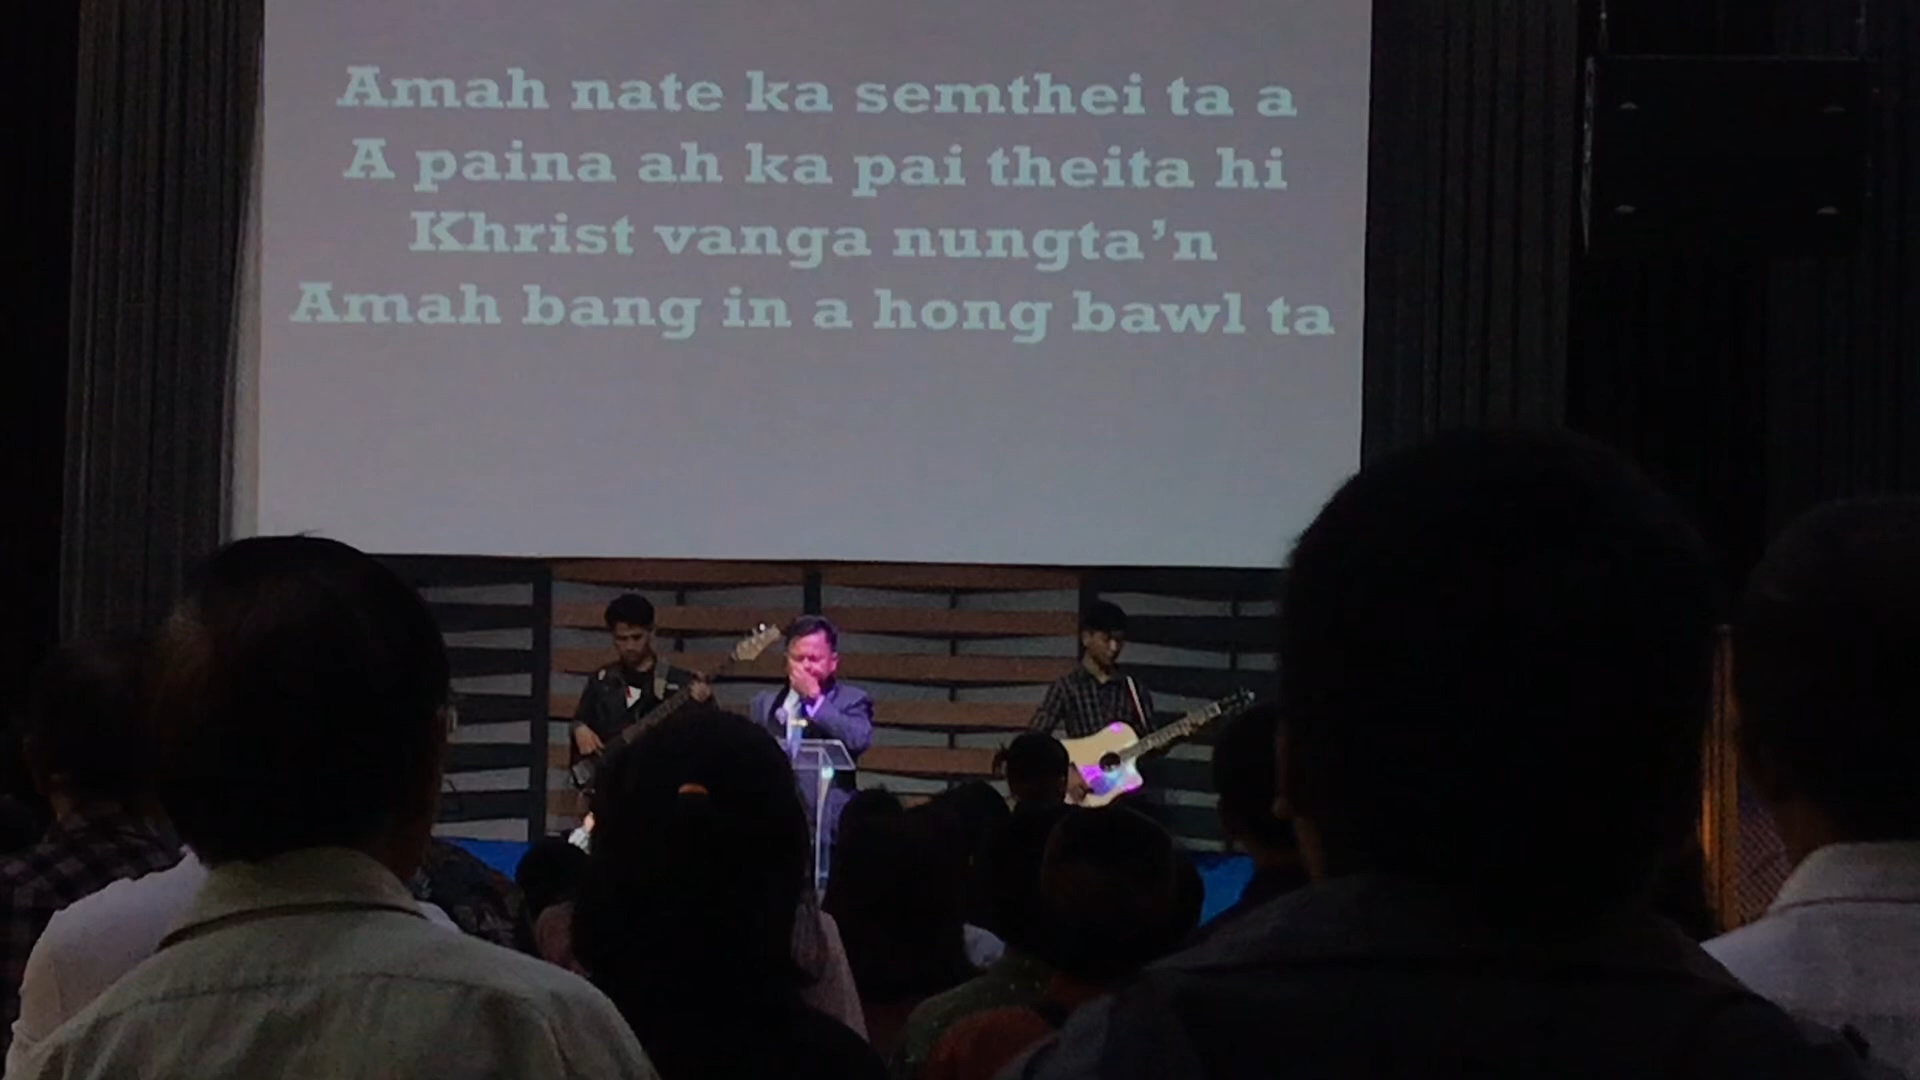 Amah nate ka semthei ta a
A paina ah ka pai theita hi
Khrist vanga nungta’n
Amah bang in a hong bawl ta